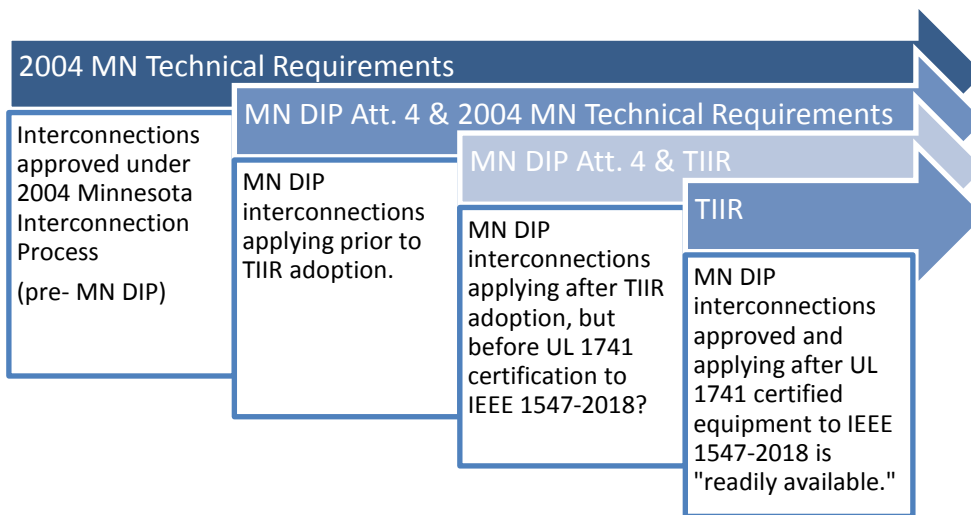 2004 MN Technical Requirements
Interconnections
approved under
2004 Minnesota
Interconnection
Process
(pre- MN DIP)
MN DIP Att. 4 & 2004 MN Technical Requirements
MN DIP
interconnections
applying prior to
TIIR adoption.
MN DIP Att. 4 & TIIR
MN DIP
interconnections
applying after TIIR
adoption, but
before UL 1741
certification to
IEEE 1547-2018?
TIIR
MN DIP
interconnections
approved and
applying after UL
1741 certified
equipment to IEEE
1547-2018 is
"readily available."